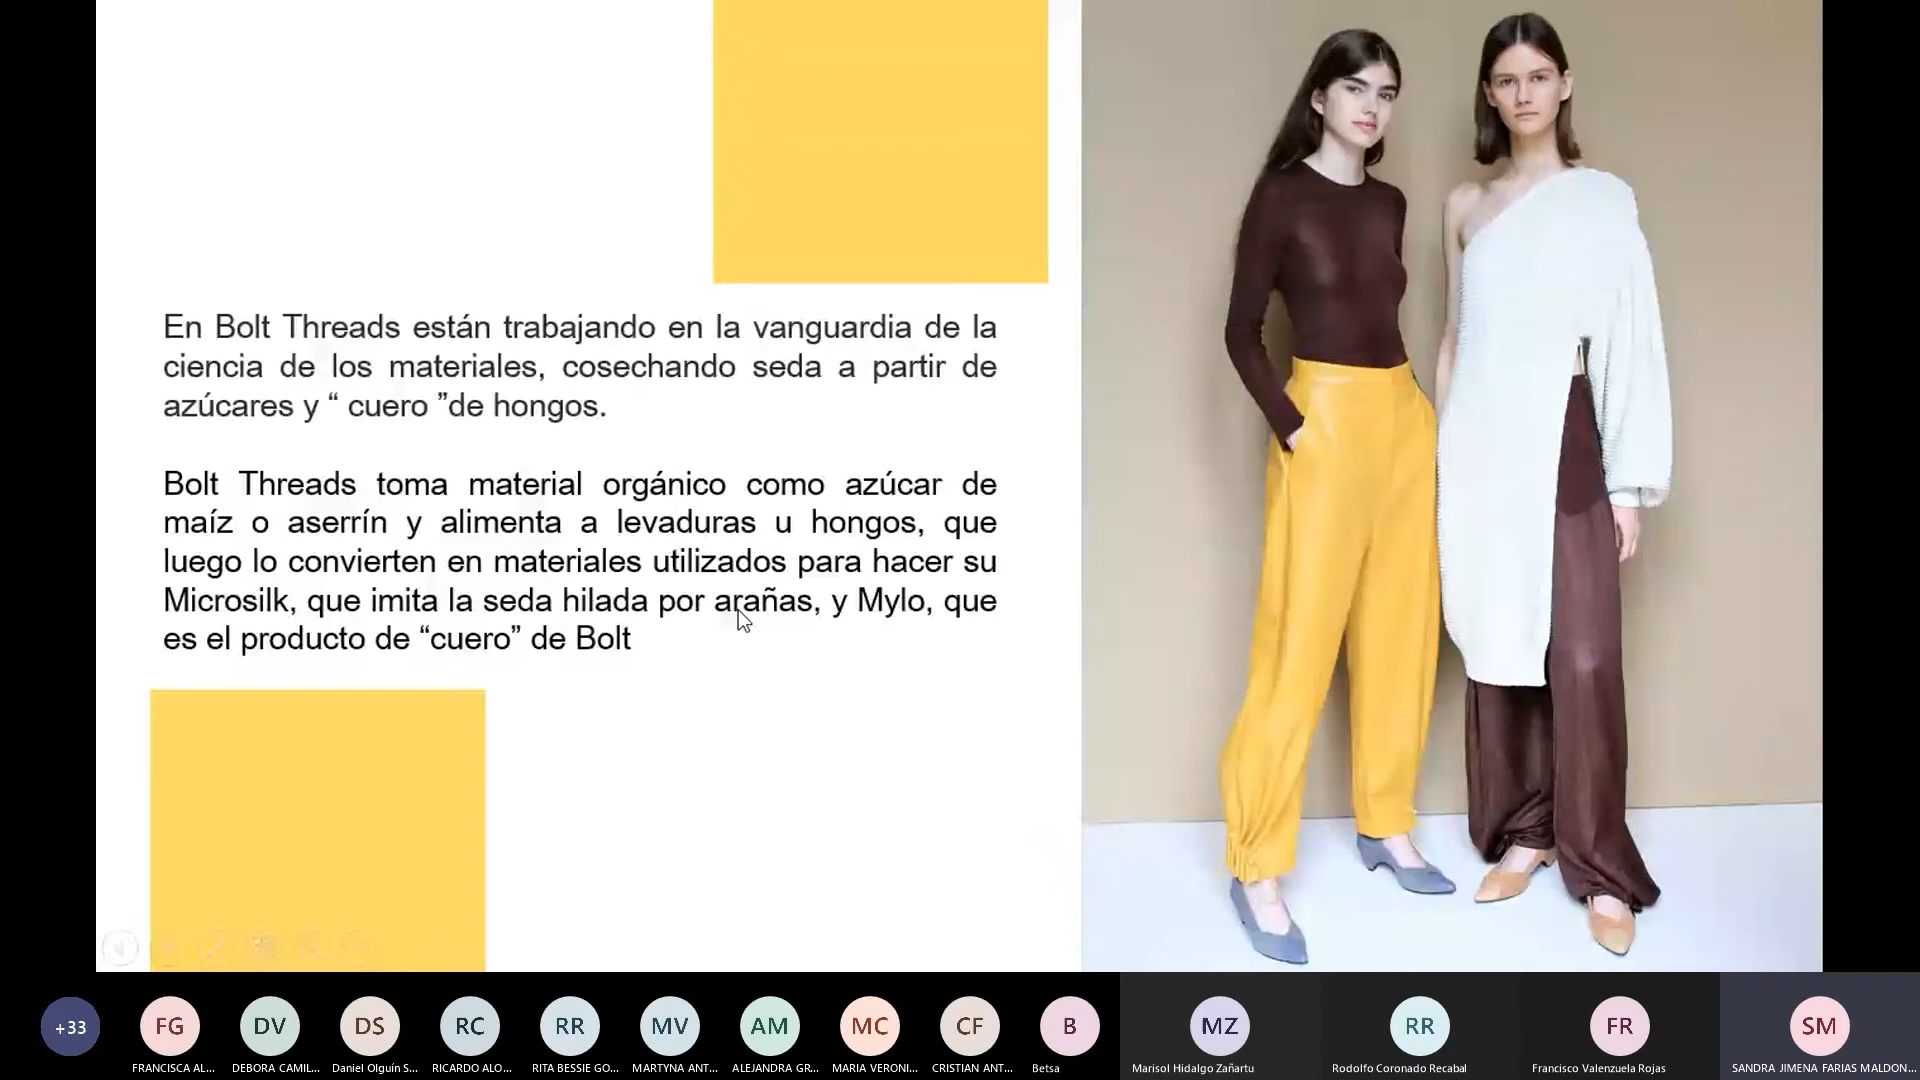 En Bolt Threads están trabajando en la vanguardia de la
ciencia de los materiales, cosechando seda a partir de
azúcares y “ cuero ”de hongos.
Bolt Threads toma material orgánico como azúcar de
maíz o aserrín y alimenta a levaduras u hongos, que
luego lo convierten en materiales utilizados para hacer su
Microsilk, que imita la seda hilada por arañas, y Mylo, que
es el producto de “cuero” de Bolt
+33 FG DV DS RC RR MV AM MC CF B MZ RR FR SM
FRANCISCA AL... DEBORA CAMIL... Daniel Olguín S... RICARDO ALO... RITA BESSIE GO... MARTYNA ANT... ALEJANDRA GR... MARIA VERONI... CRISTIAN ANT... Betsa Marisol Hidalgo Zañartu Rodolfo Coronado Recabal Francisco Valenzuela Rojas SANDRA JIMENA FARIAS MALDON...